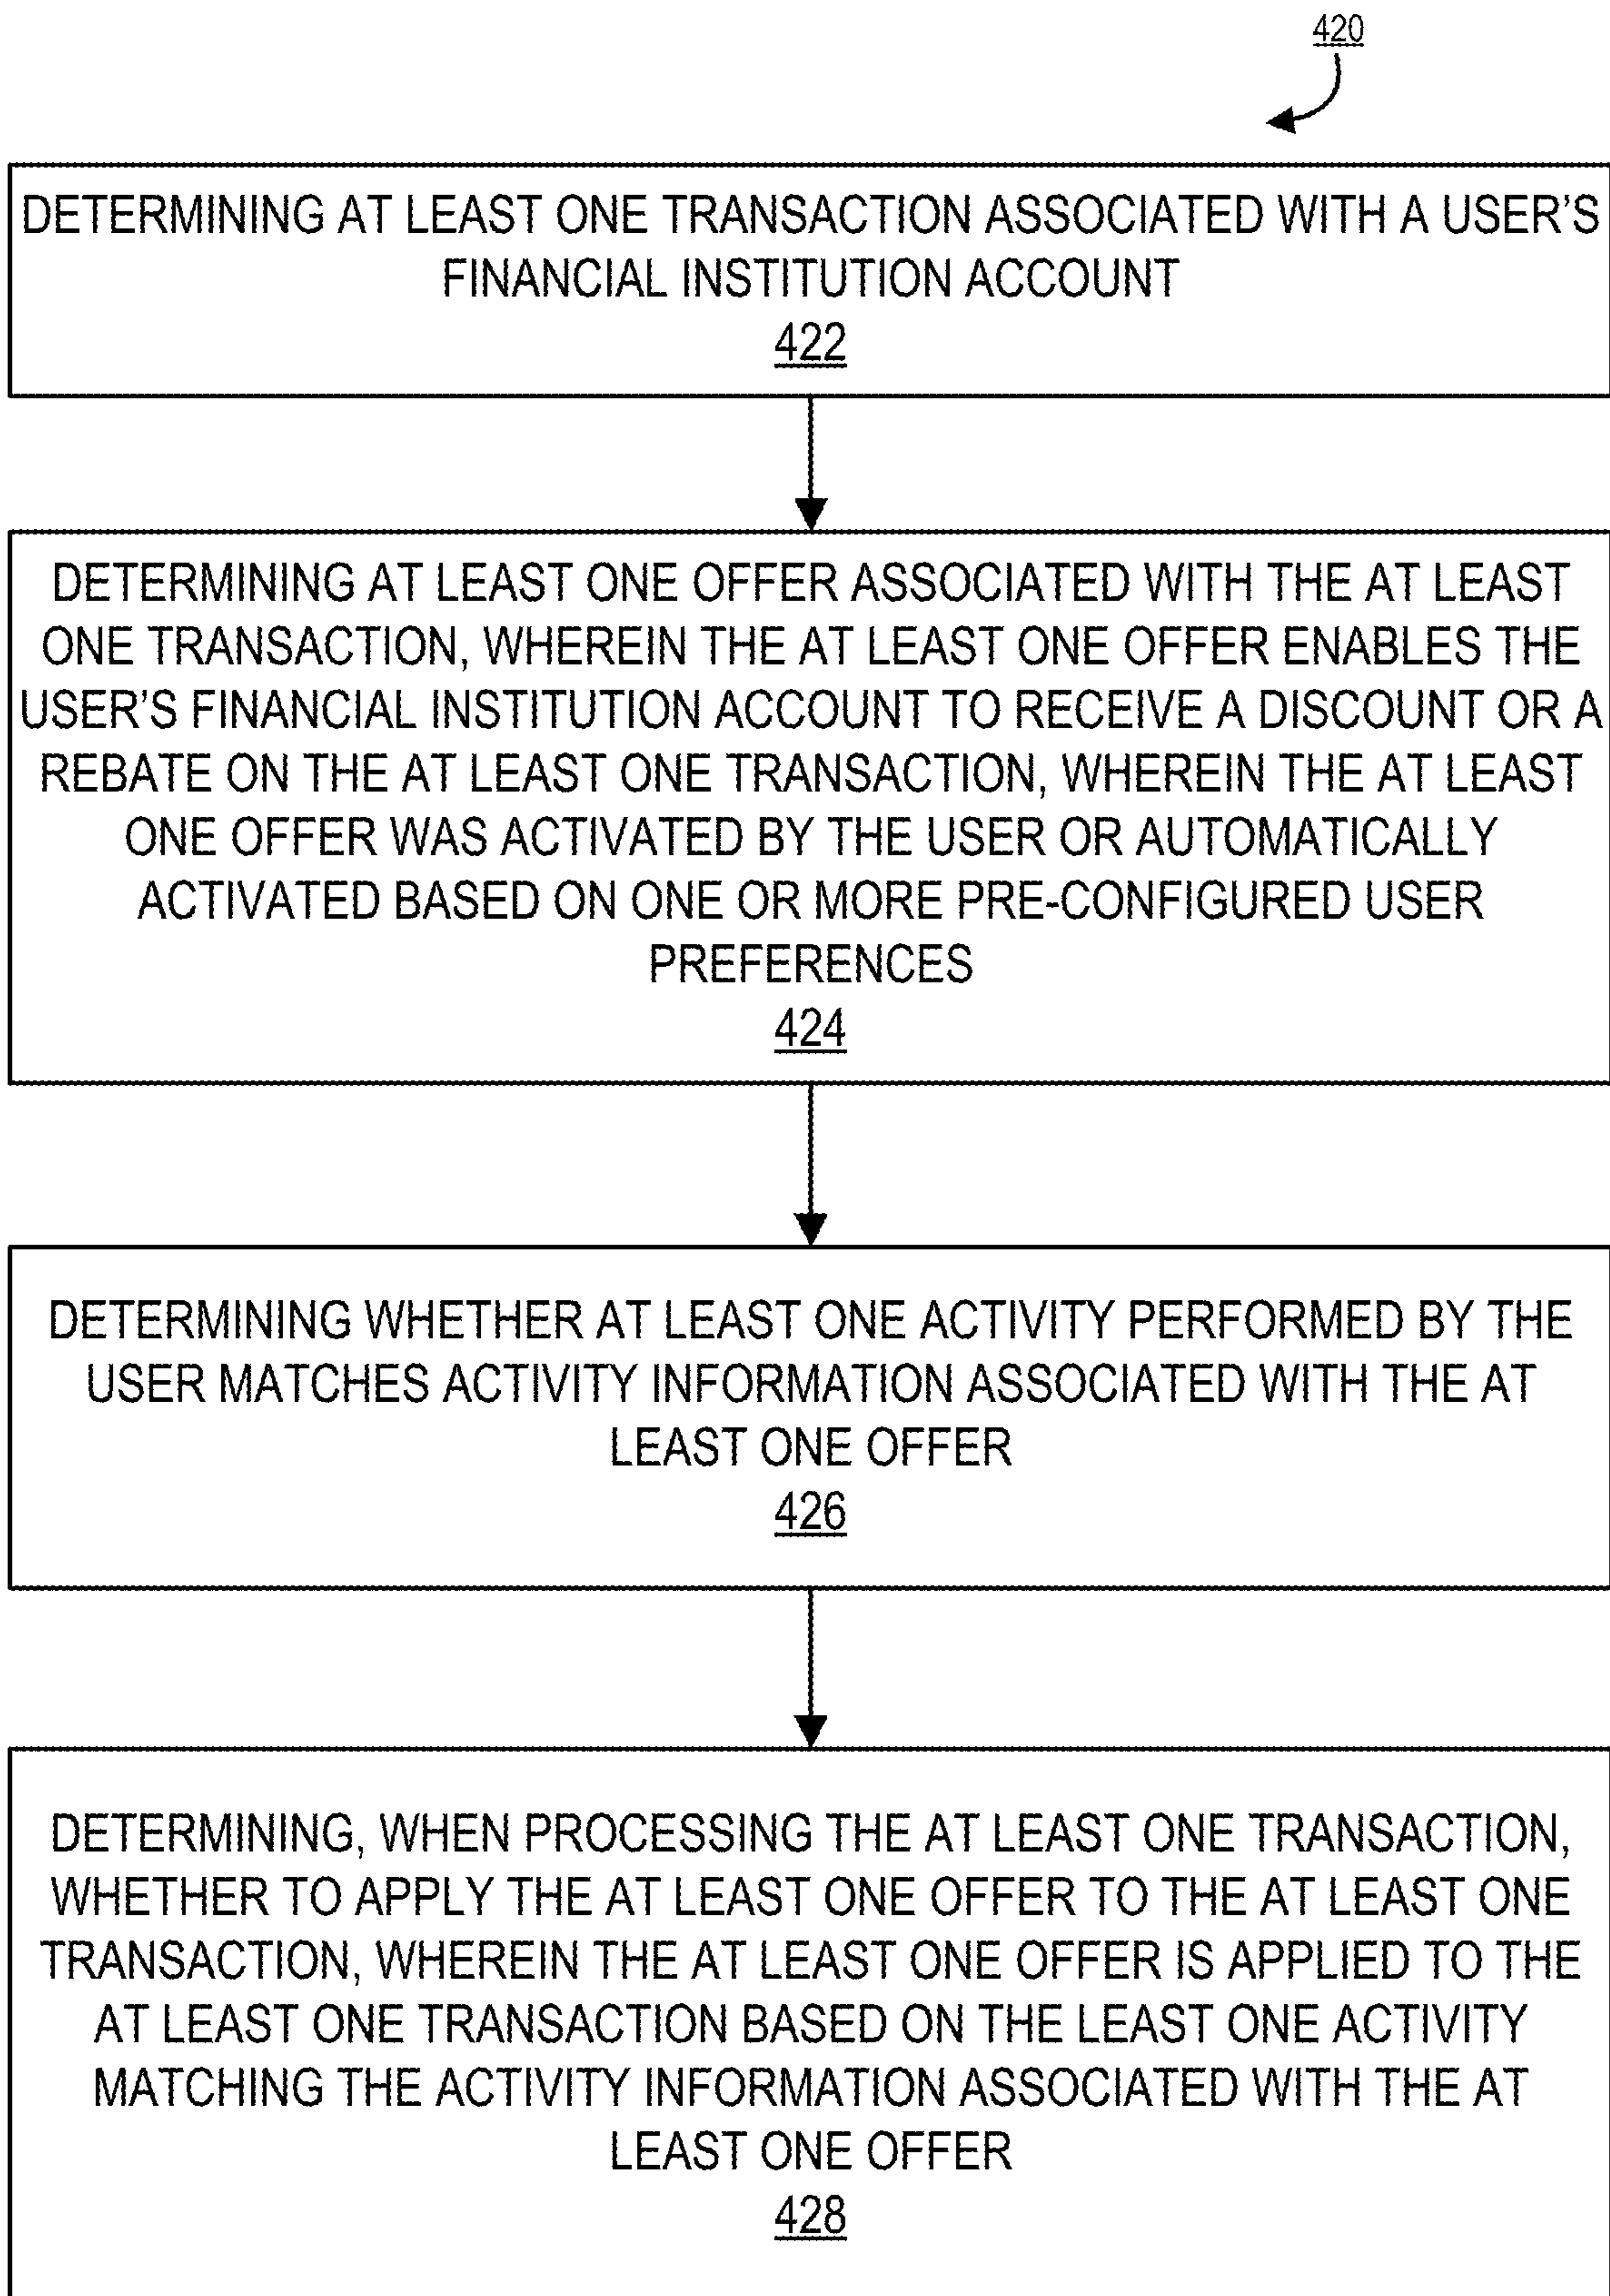 420
DETERMINING AT LEAST ONE TRANSACTION ASSOCIATED WITH A USER'S
FINANCIAL INSTITUTION ACCOUNT
422
DETERMINING AT LEAST ONE OFFER ASSOCIATED WITH THE AT LEAST
ONE TRANSACTION, WHEREIN THE AT LEAST ONE OFFER ENABLES THE
USER'S FINANCIAL INSTITUTION ACCOUNT TO RECEIVE A DISCOUNT OR A
REBATE ON THE AT LEAST ONE TRANSACTION, WHEREIN THE AT LEAST
ONE OFFER WAS ACTIVATED BY THE USER OR AUTOMATICALLY
ACTIVATED BASED ON ONE OR MORE PRE-CONFIGURED USER
PREFERENCES
424
DETERMINING WHETHER AT LEAST ONE ACTIVITY PERFORMED BY THE
USER MATCHES ACTIVITY INFORMATION ASSOCIATED WITH THE AT
LEAST ONE OFFER
426
DETERMINING, WHEN PROCESSING THE AT LEAST ONE TRANSACTION,
WHETHER TO APPLY THE AT LEAST ONE OFFER TO THE AT LEAST ONE
TRANSACTION, WHEREIN THE AT LEAST ONE OFFER IS APPLIED TO THE
AT LEAST ONE TRANSACTION BASED ON THE LEAST ONE ACTIVITY
MATCHING THE ACTIVITY INFORMATION ASSOCIATED WITH THE AT
LEAST ONE OFFER
428